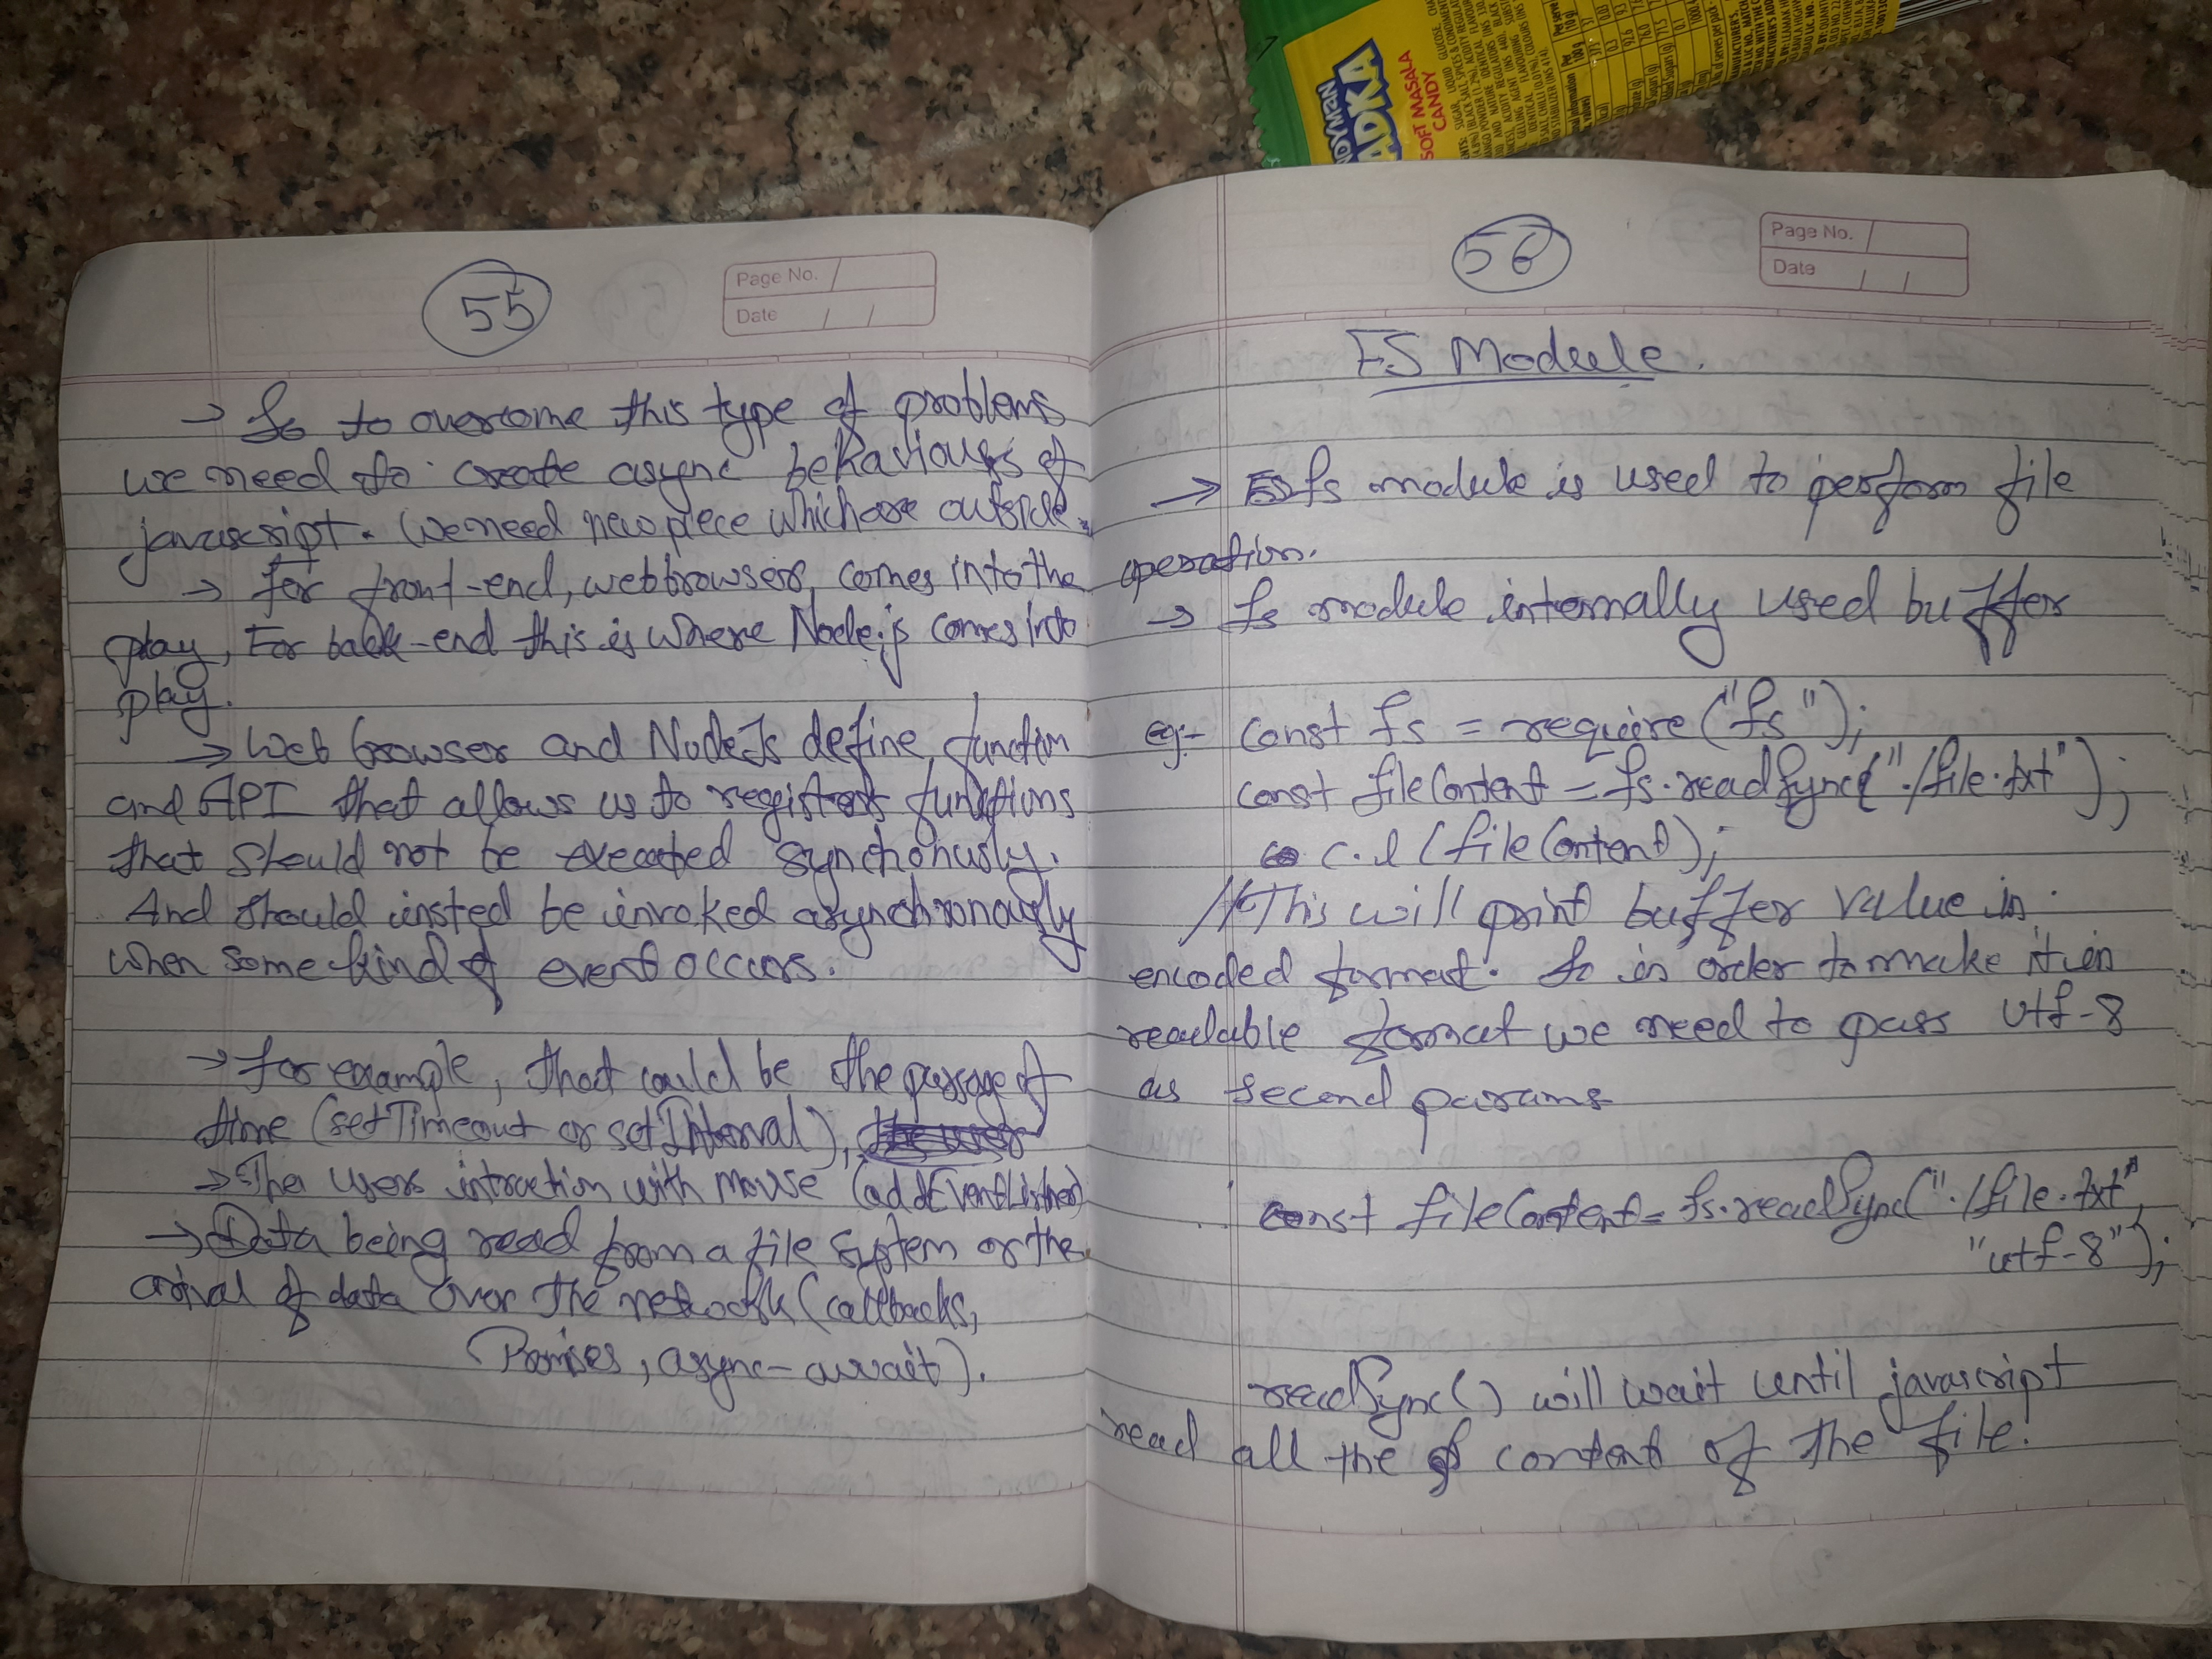 55
Page No.
Date / /
→ So to overcome this type of problems
we need to create async behaviours of
javascript. We need new piece which are outside.
→ for front-end, web browsers, comes into the
play, For back-end this is where Node.js comes into
play.
→ Web browser and NodeJs define, function
and API that allows us to register functions
that should not be executed synchonusly.
And should insted be invoked asynchronously
when some kind of event occurs.
→ for example, that could be the passage of
time (setTimeout or setInterval),
→ The users intraction with mouse (addEventListner)
→ Data being read from a file system or the
arrival of data over the network (callbacks,
Promises, async-await).
56
Page No.
Date / /
FS Module.
→ fs module is used to perform file
operation.
→ fs module internally used buffer
eg:- const fs = require("fs");
const fileContent = fs.readSync("./file.txt");
c.l(fileContent);
// This will print buffer value in
encoded format. So in order to make it in
readable format we need to pass utf-8
as second params
const fileContent = fs.readSync("./file.txt",
"utf-8");
readSync() will wait until javascript
read all the content of the file!
NDYMAN
ADKA
SOFT MASALA
CANDY